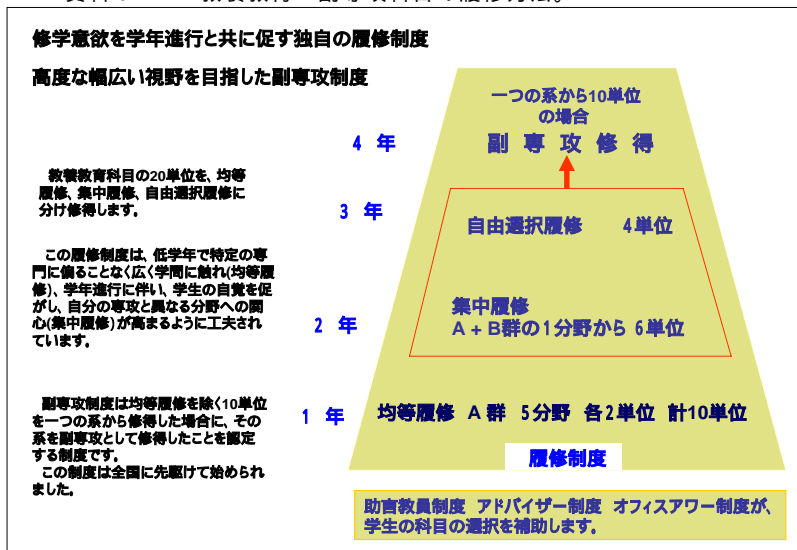 修学意欲を学年進行と共に促す独自の履修制度
高度な幅広い視野を目指した副専攻制度
教養教育科目の20単位を、均等
履修、集中履修、自由選択履修に
分け修得します。
この履修制度は、低学年で特定の専
門に偏ることなく広く学問に触れ(均等履
修)、学年進行に伴い、学生の自覚を促
がし、自分の専攻と異なる分野への関
心(集中履修)が高まるように工夫され
ています。
副専攻制度は均等履修を除く10単位
を一つの系から修得した場合に、その
系を副専攻として修得したことを認定
する制度です。
この制度は全国に先駆けて始められ
ました。
一つの系から10単位
の場合
4 年 副 専 攻 修 得
3 年
自由選択履修 4単位
集中履修
2 年 A + B群の1分野から 6単位
1 年 均等履修 A 群 5分野 各2単位 計10単位
履修制度
助言教員制度 アドバイザー制度 オフィスアワー制度が、
学生の科目の選択を補助します。